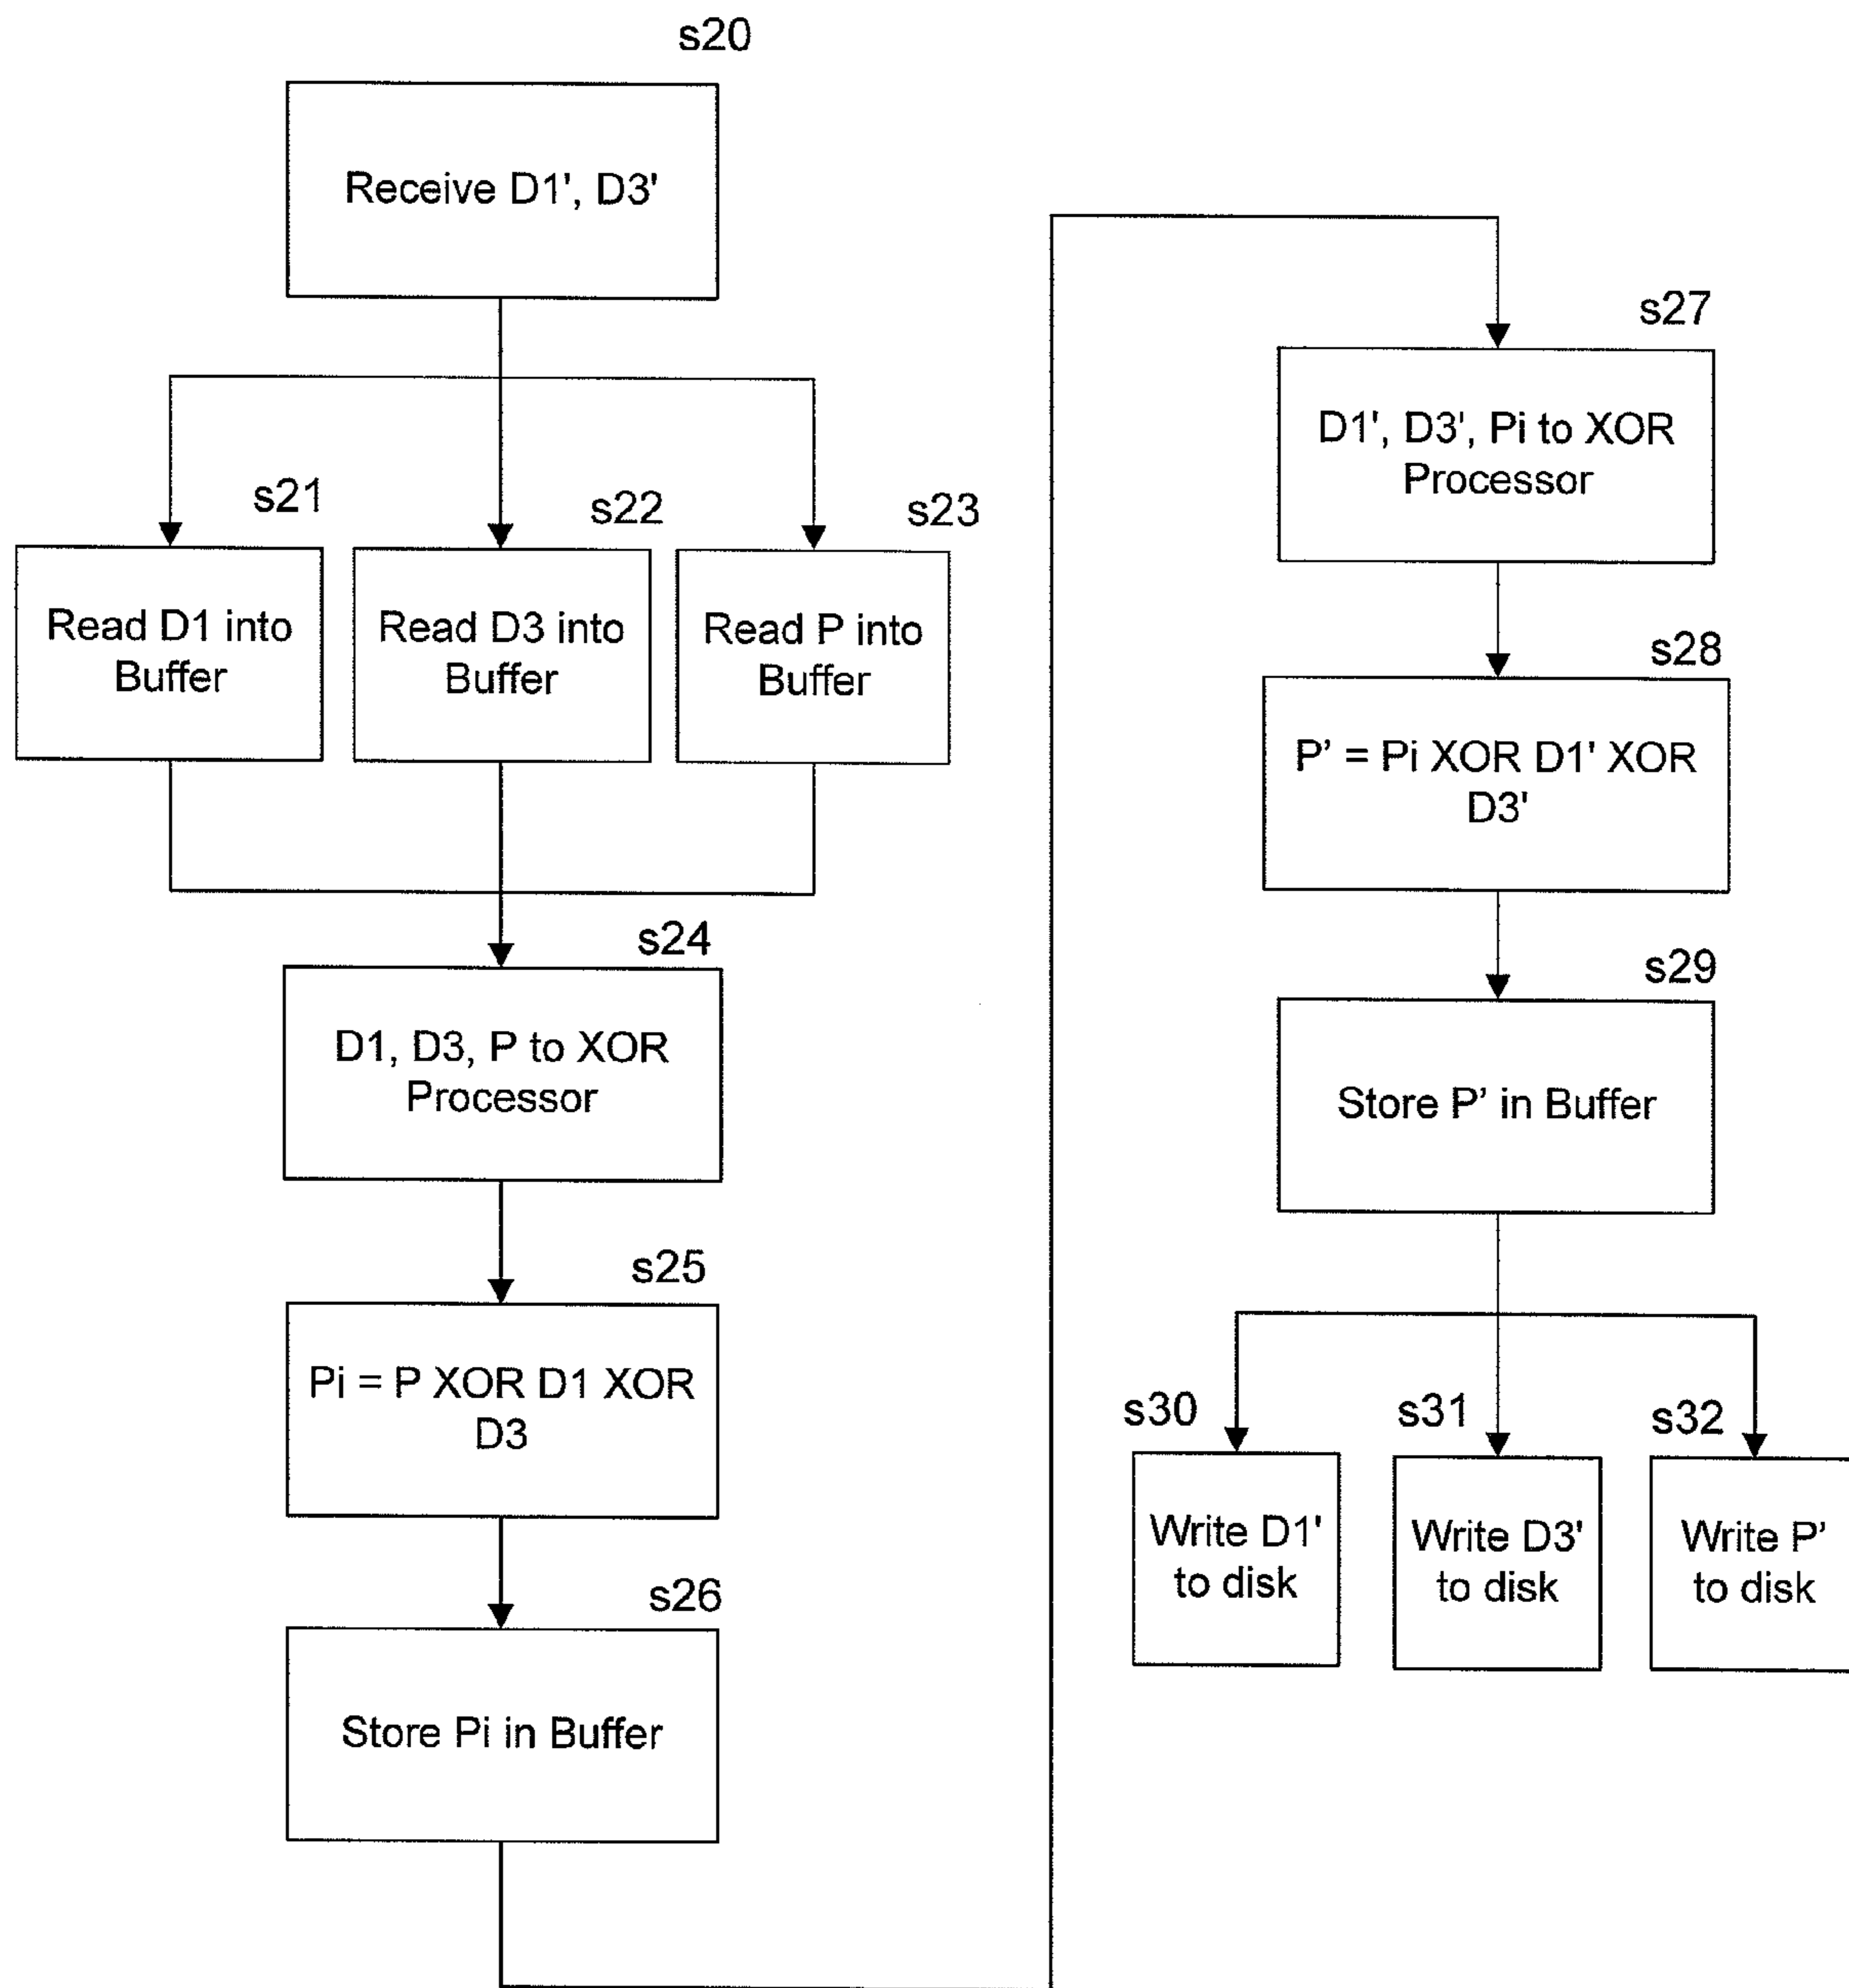 s20
Receive D1', D3'
s21
Read D1 into
Buffer
s22
Read D3 into
Buffer
s23
Read P into
Buffer
s24
D1, D3, P to XOR
Processor
s25
Pi = P XOR D1 XOR
D3
s26
Store Pi in Buffer
s27
D1', D3', Pi to XOR
Processor
s28
P’ = Pi XOR D1' XOR
D3'
s29
Store P’ in Buffer
s30
Write D1'
to disk
s31
Write D3'
to disk
s32
Write P'
to disk